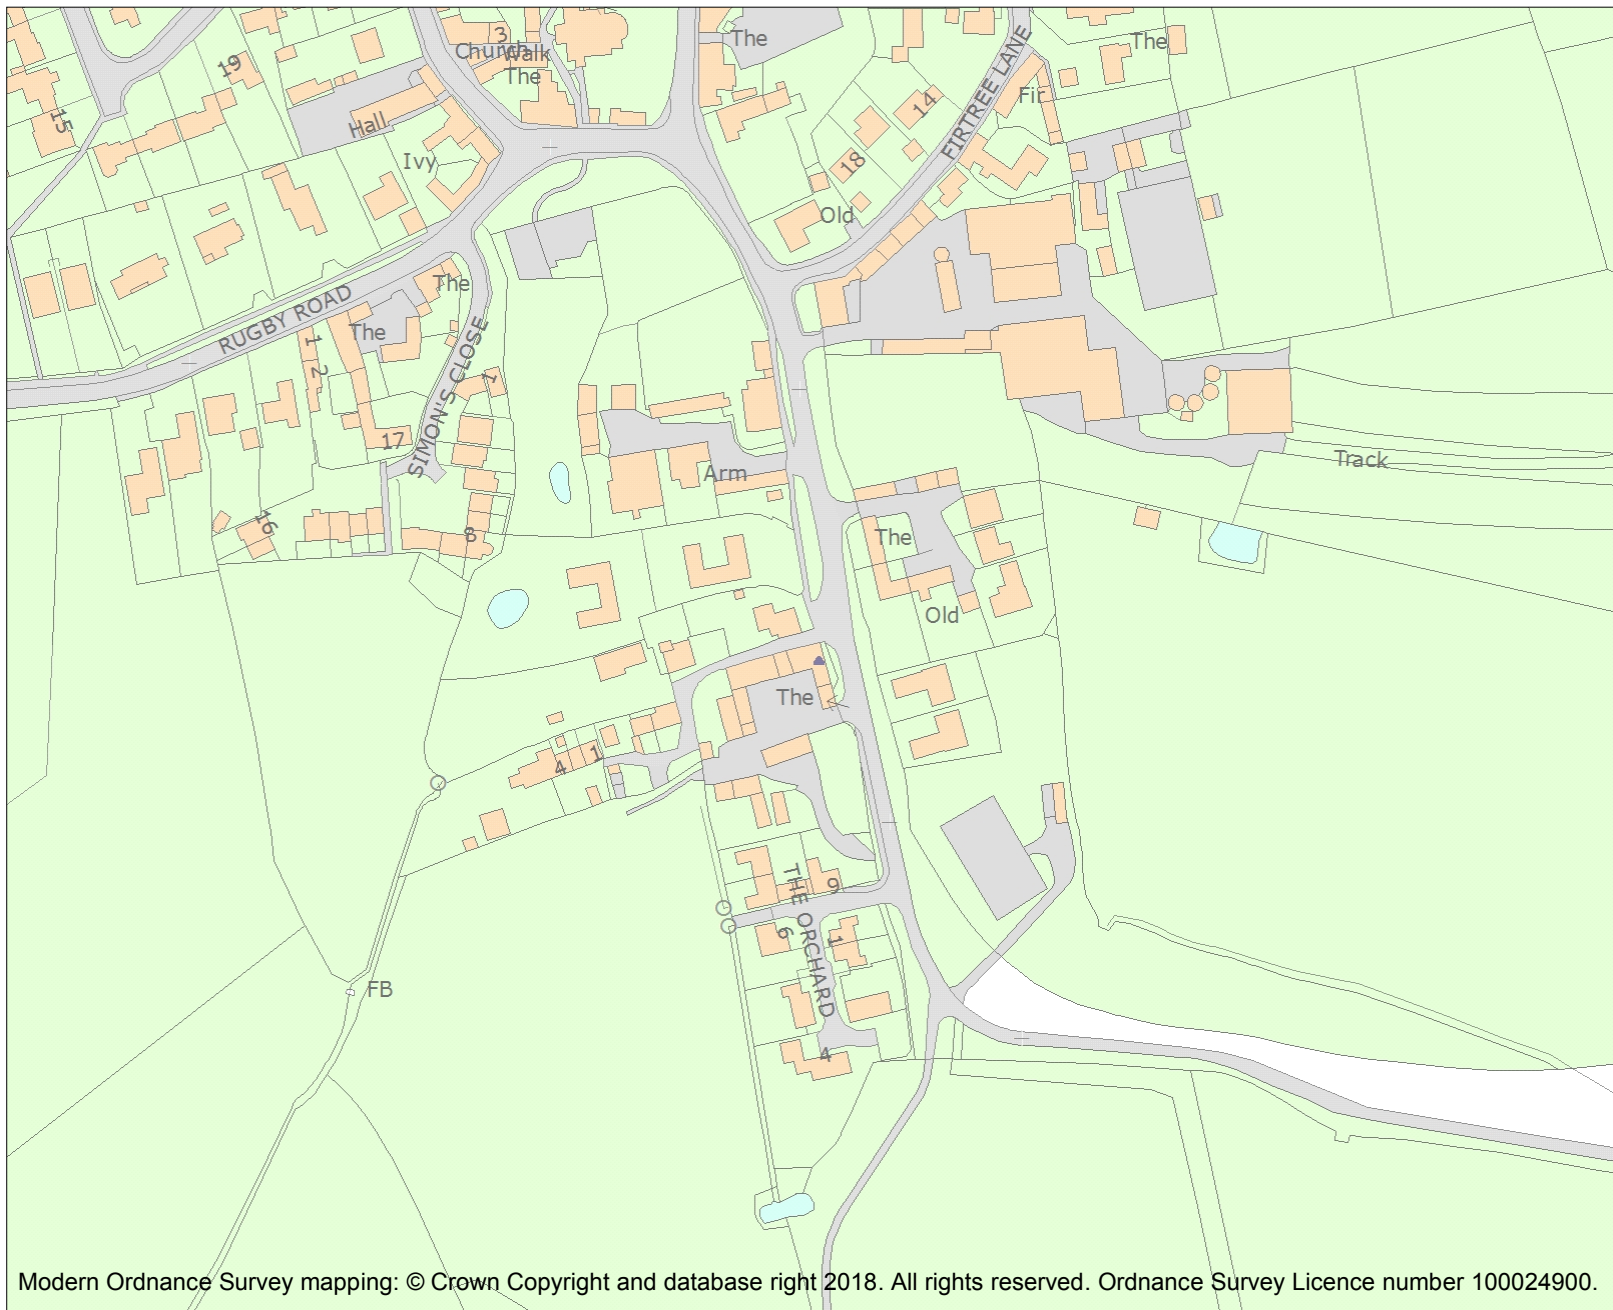 3
Church
Walk
The
The
The
19
15
Hall
Ivy
14
18
Fir
FIRTREE LANE
Old
The
RUGBY ROAD
The
1
2
SIMON'S CLOSE
1
17
Arm
Track
16
8
The
Old
The
1
4
9
THE ORCHARD
6
1
FB
4
Modern Ordnance Survey mapping: © Crown Copyright and database right 2018. All rights reserved. Ordnance Survey Licence number 100024900.